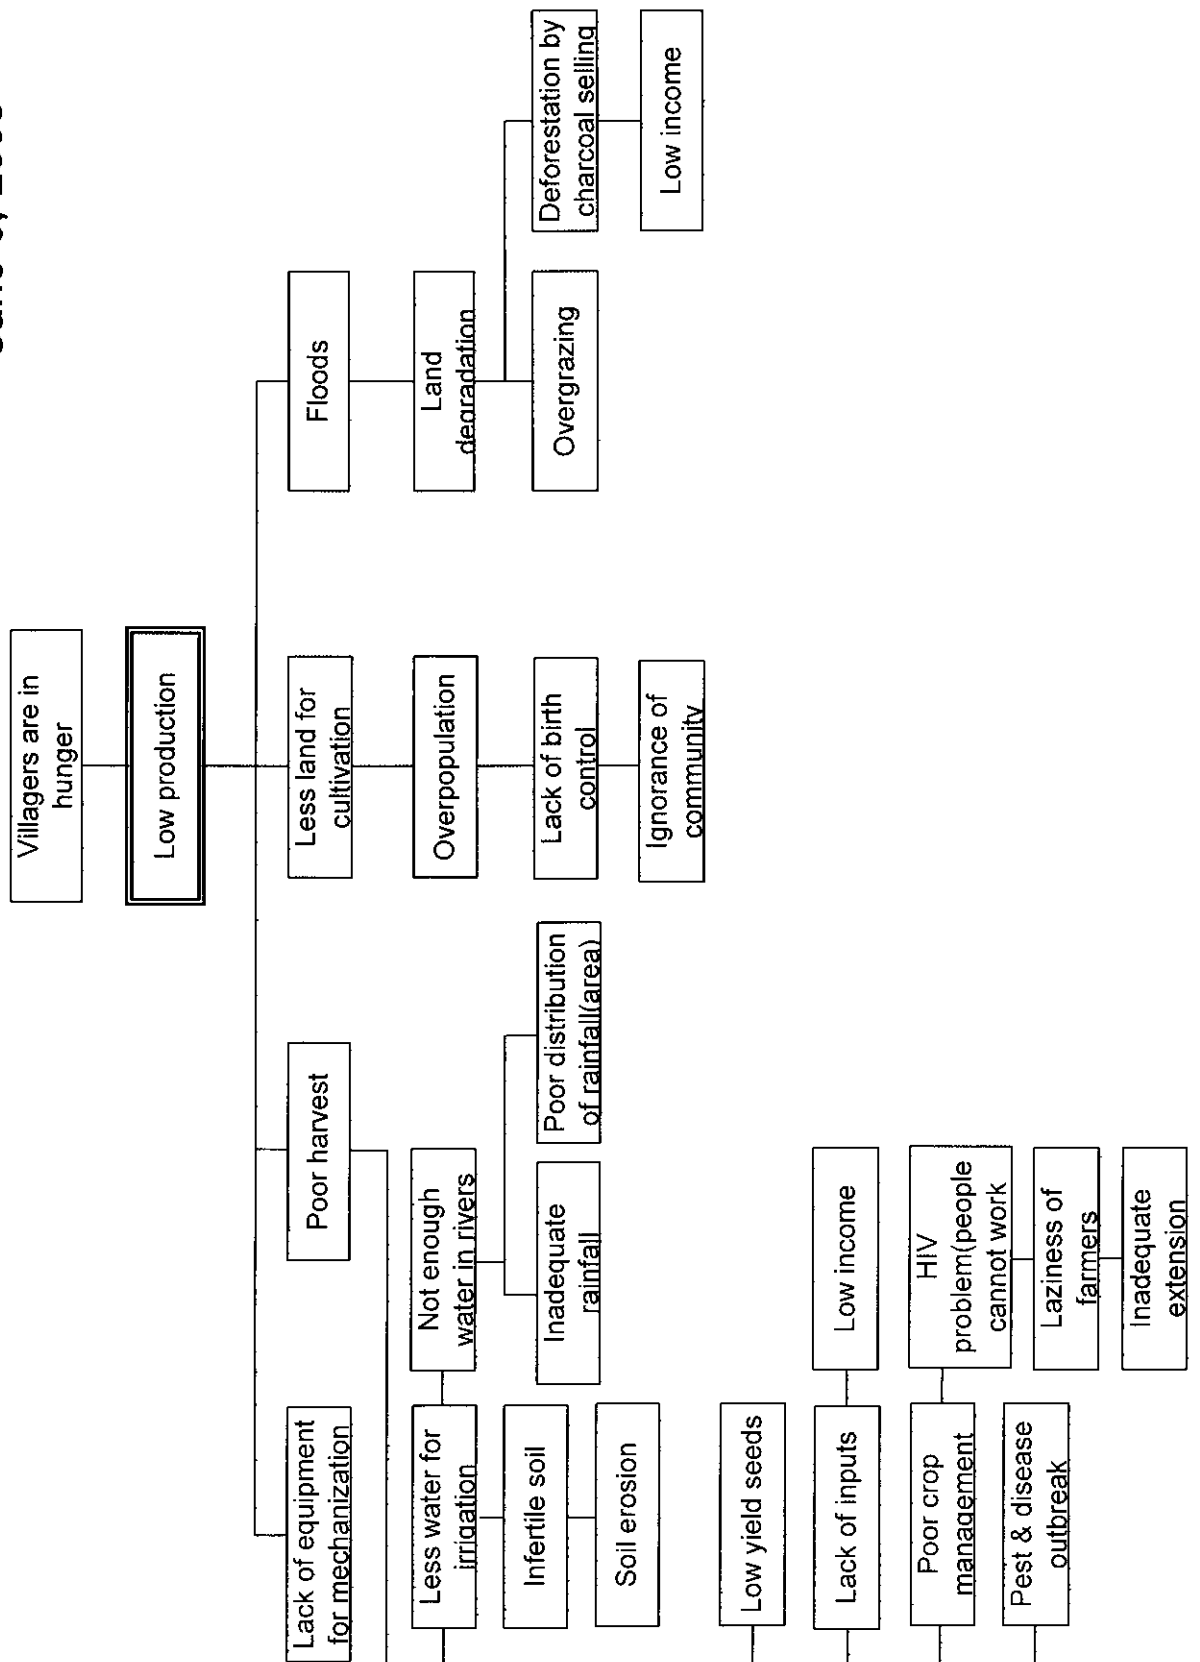 Villagers are in
hunger
Low production
Lack of equipment
for mechanization
Poor harvest
Less land for
cultivation
Floods
Less water for
irrigation
Not enough
water in rivers
Overpopulation
Land
degradation
Infertile soil
Inadequate
rainfall
Poor distribution
of rainfall(area)
Lack of birth
control
Overgrazing
Deforestation by
charcoal selling
Soil erosion
Ignorance of
community
Low income
Low yield seeds
Lack of inputs
Low income
Poor crop
management
HIV
problem(people
cannot work
Pest & disease
outbreak
Laziness of
farmers
Inadequate
extension